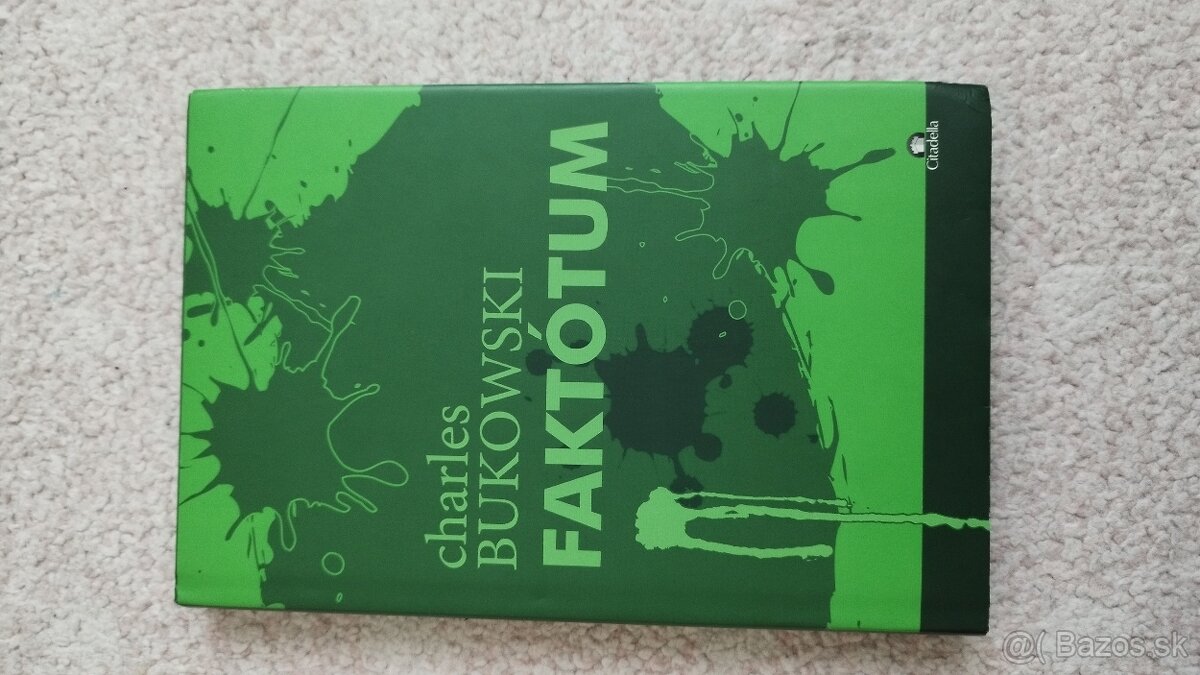 charles
BUKOWSKI
FAKTÓTUM
Citadella
@( Bazos.sk